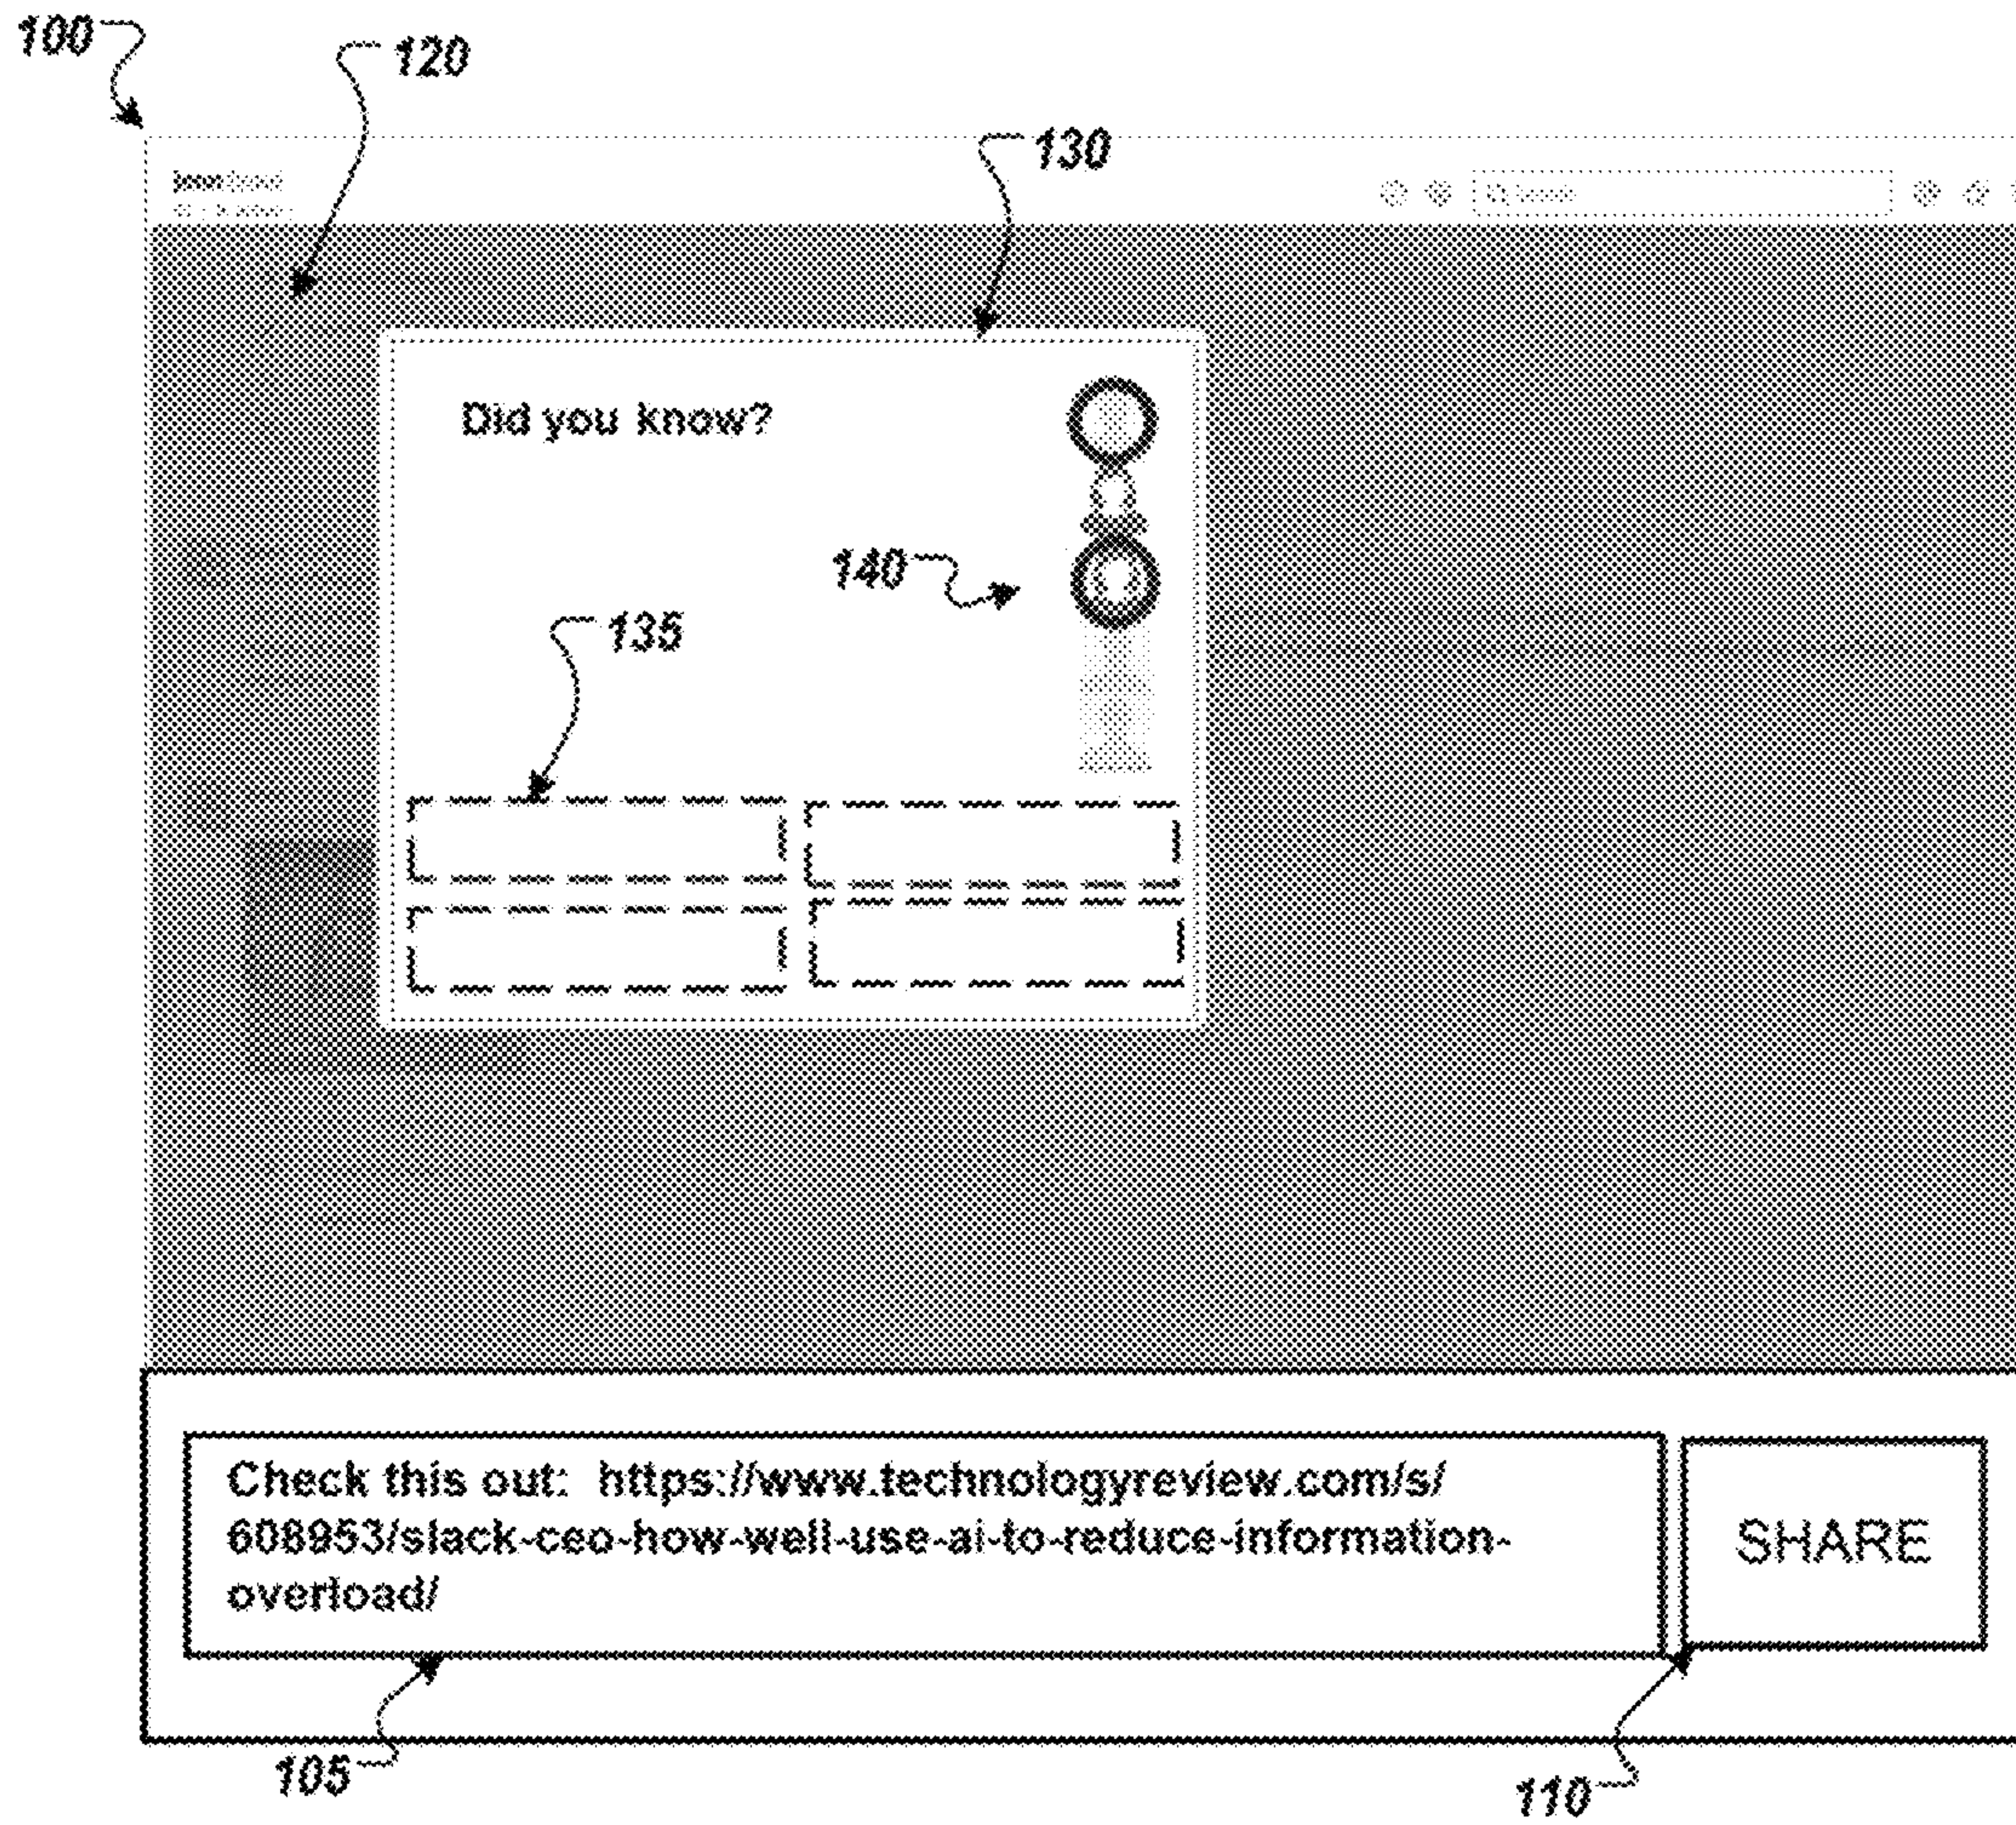 100
120
130
Did you know?
140
135
Check this out: https://www.technologyreview.com/s/
608953/slack-ceo-how-well-use-ai-to-reduce-information-
overload/
SHARE
105
110